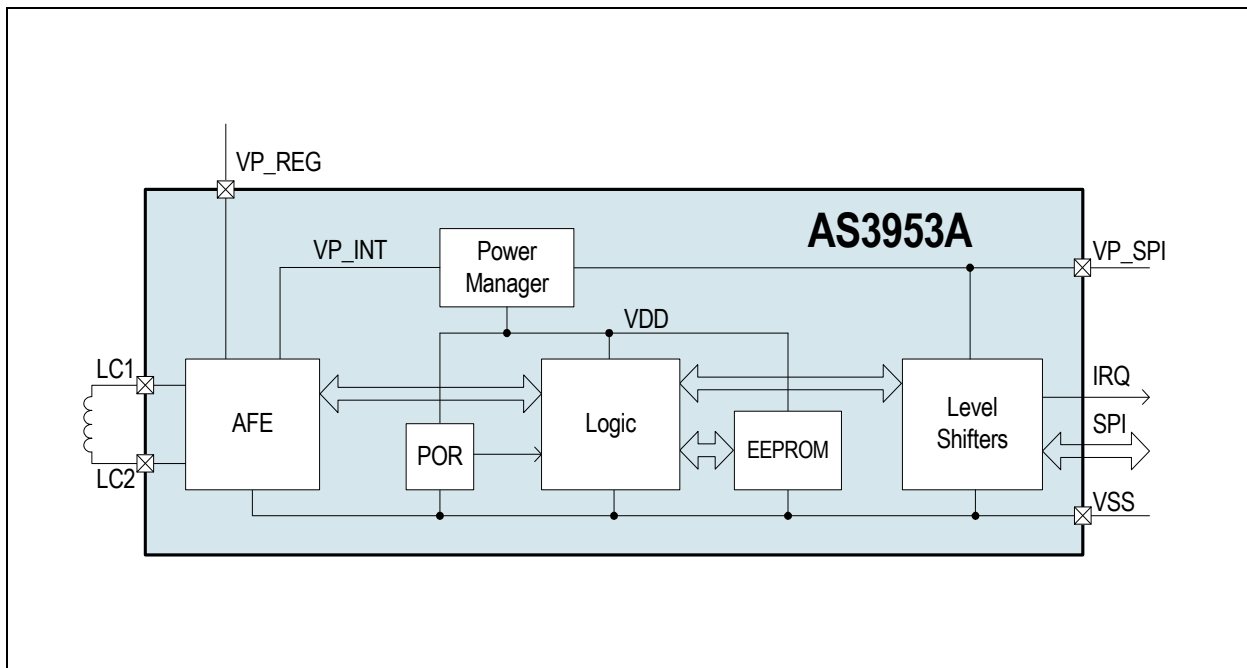 VP_REG
AS3953A
VP_INT
Power
Manager
VP_SPI
VDD
LC1
IRQ
AFE
Logic
Level
Shifters
SPI
POR
EEPROM
LC2
VSS